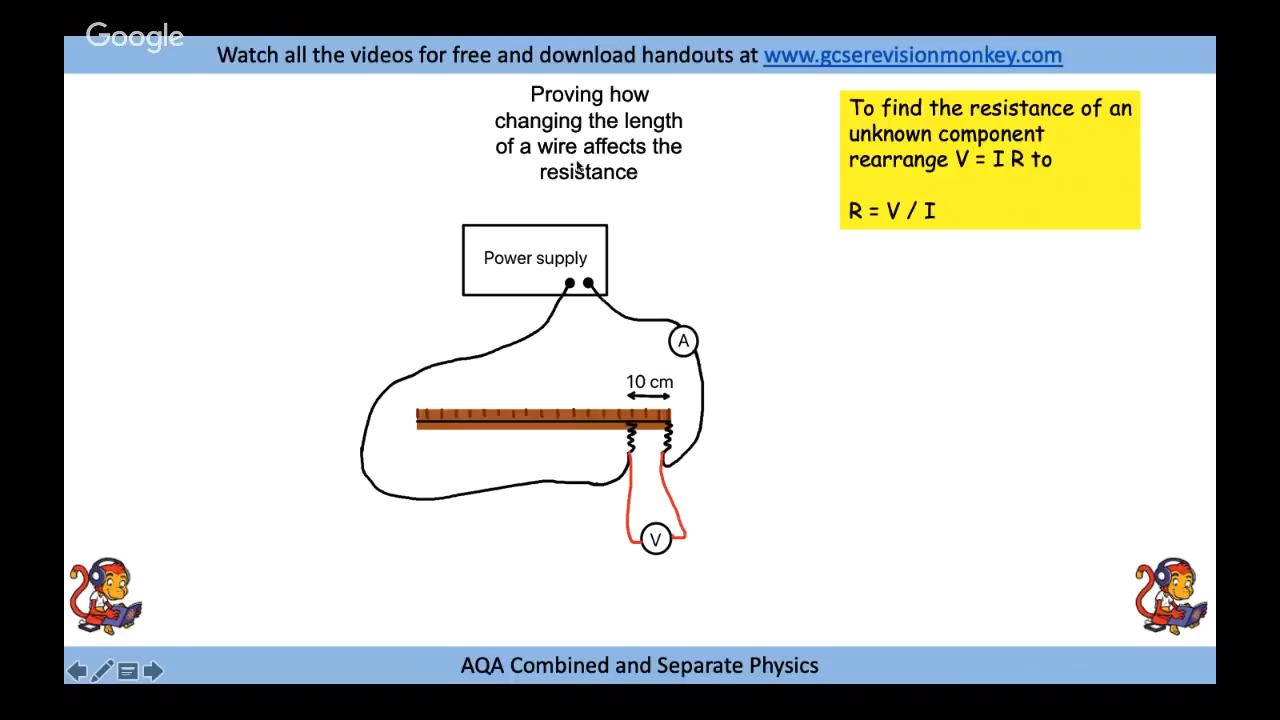 Google
Watch all the videos for free and download handouts at www.gcserevisionmonkey.com
Proving how
changing the length
of a wire affects the
resistance
To find the resistance of an
unknown component
rearrange V = I R to
R = V / I
Power supply
A
10 cm
V
AQA Combined and Separate Physics